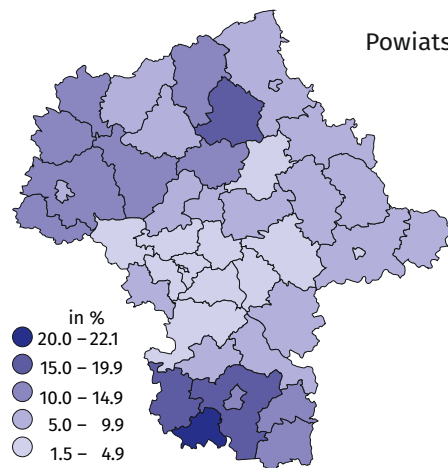 Powiats
in %
20.0 – 22.1
15.0 – 19.9
10.0 – 14.9
5.0 – 9.9
1.5 – 4.9